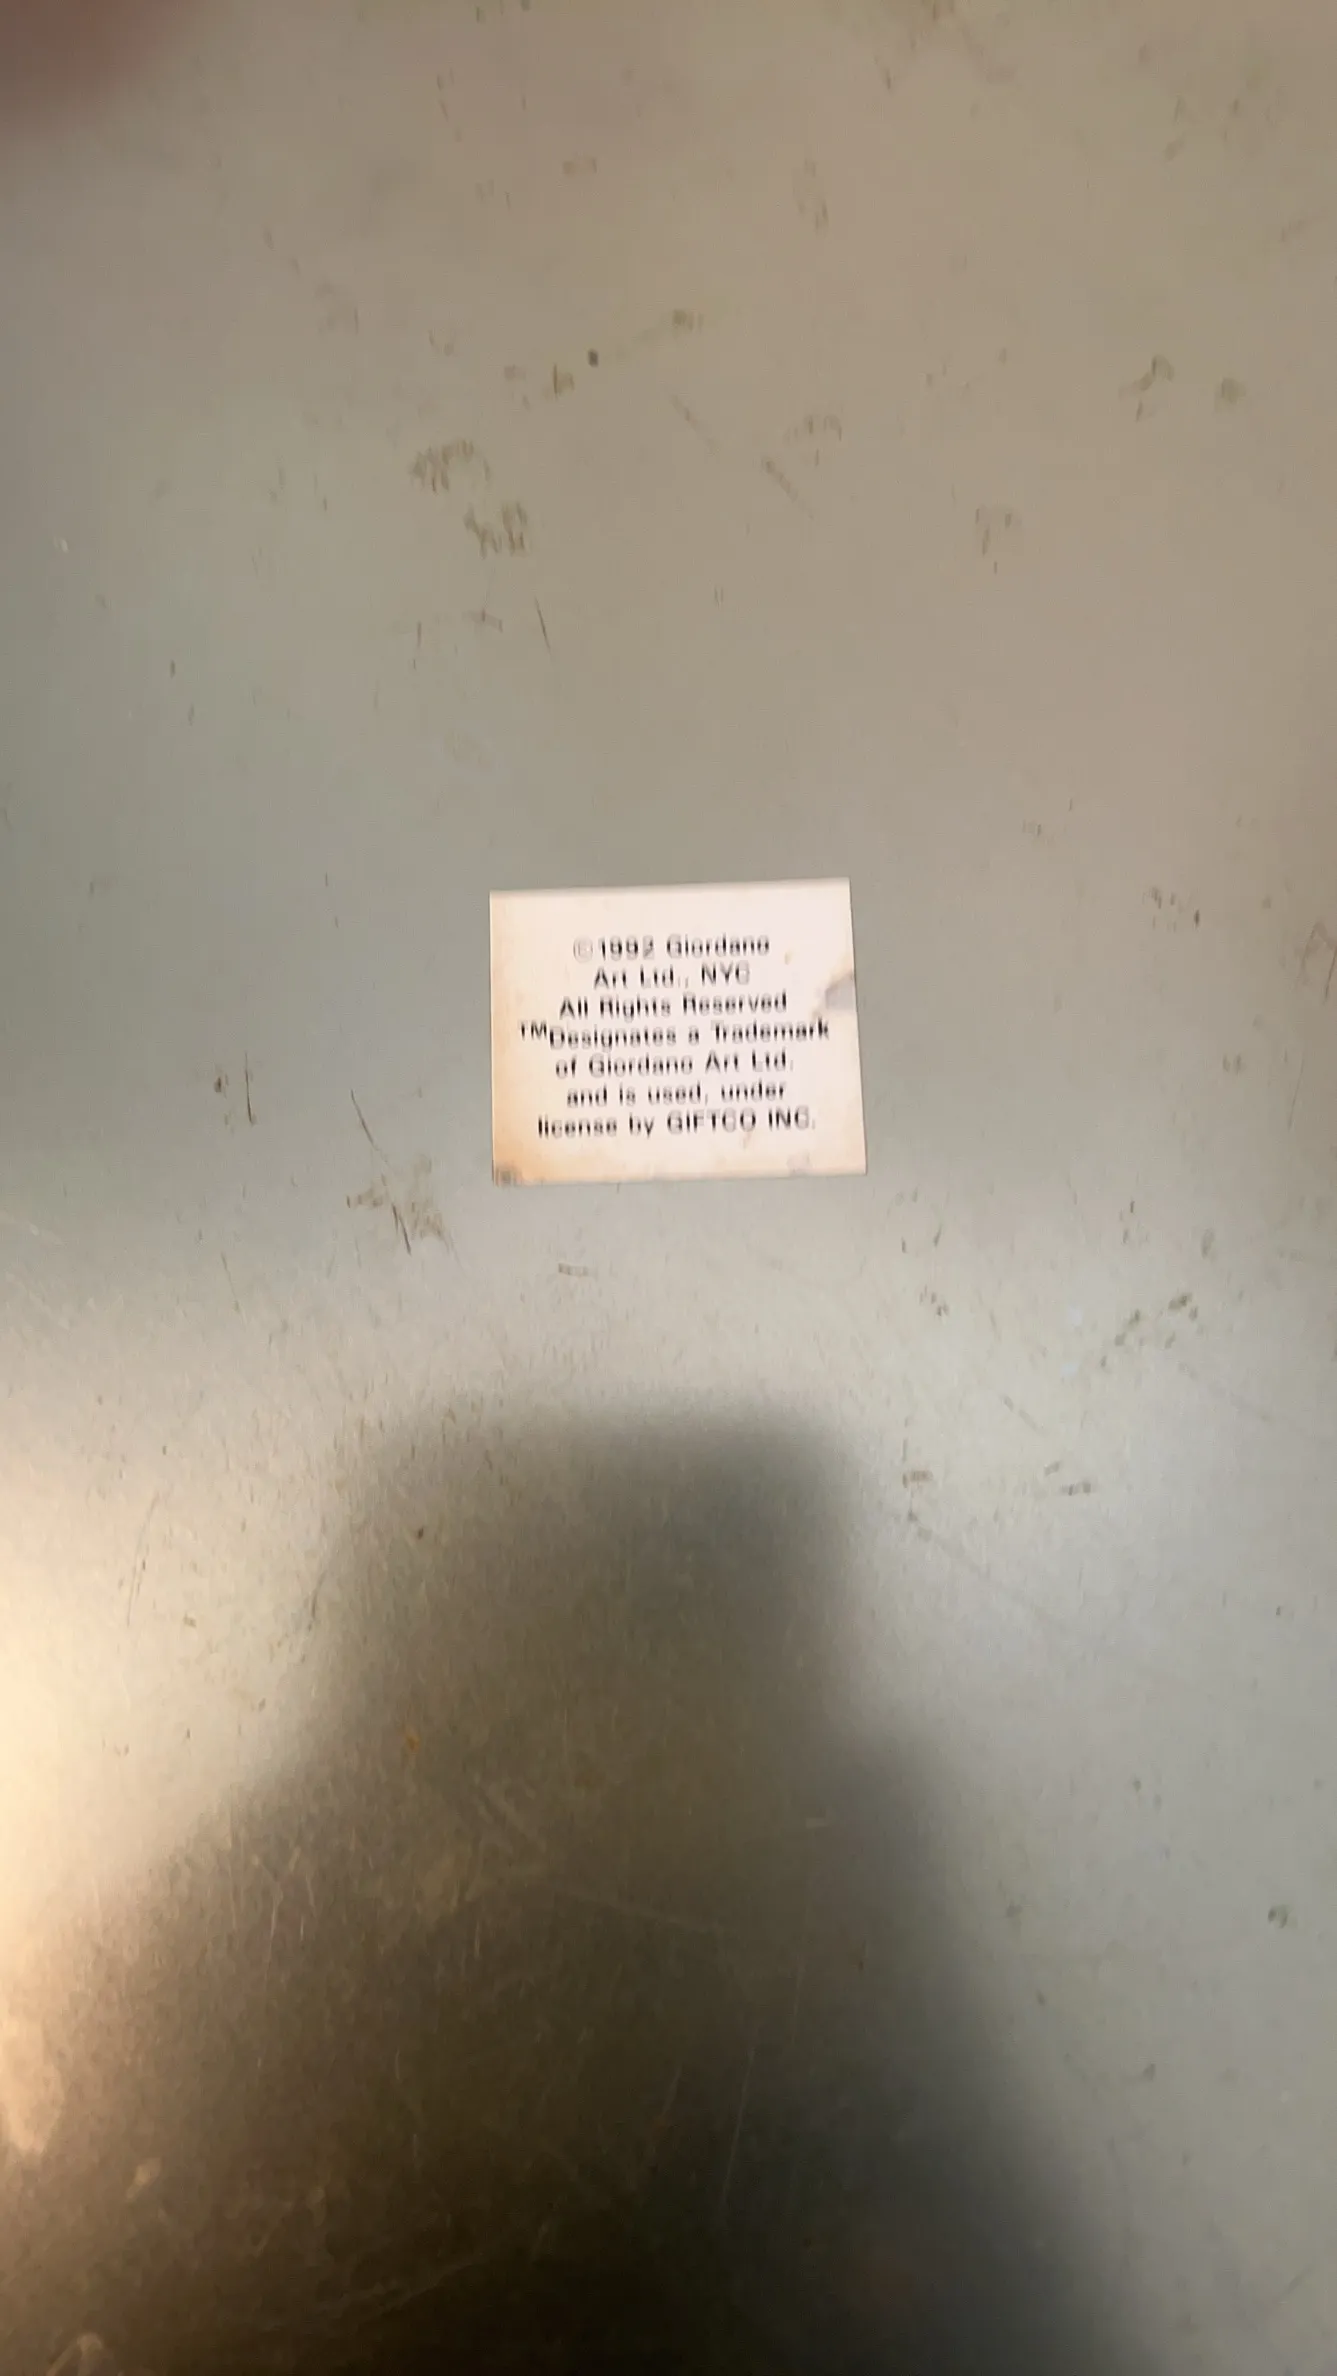 ©1992 Giordano
Art Ltd., NYC
All Rights Reserved
™Designates a Trademark
of Giordano Art Ltd.
and is used, under
license by GIFTCO INC.